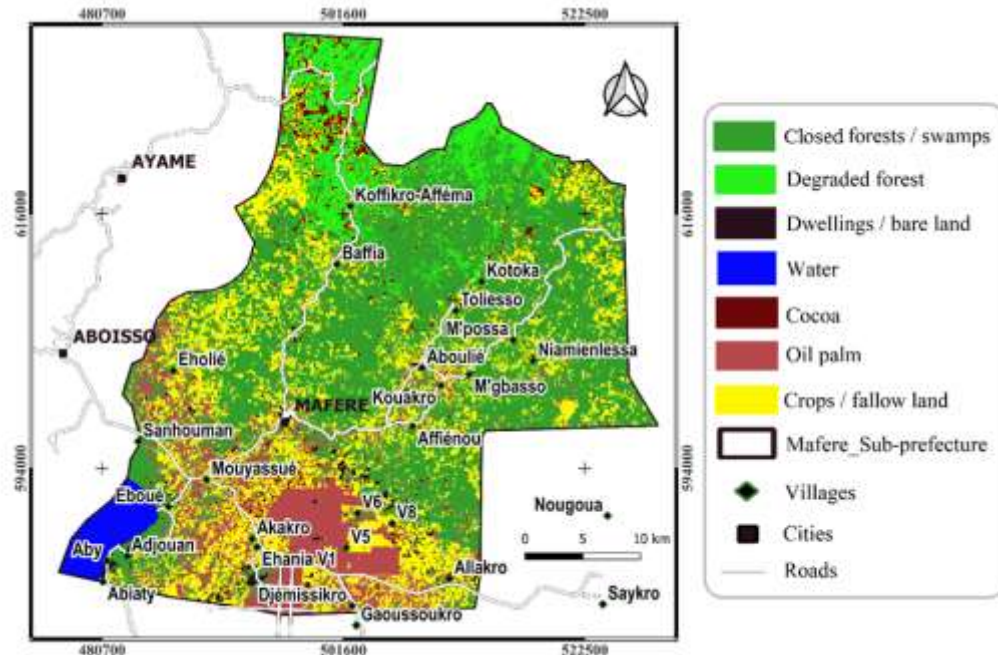 480700 501600 522500
AYAME
Koffikro-Afféma
616000 616000
Baffia
Kotoka
Toliesso
ABOISSO
M'possa
Niamienlessa
Eholié
Aboulié
M'gbasso
Kouakro
MAFERE
Affiénou
Sanhouman
594000 594000
Mouyassué
Eboué
V6
V8
Nougoua
Akakro
V5
0 5 10 km
Adjouan
Aby
Ehania V1
Allakro
Abiaty
Djémissikro
Saykro
Gaoussoukro
480700 501600 522500
Closed forests / swamps
Degraded forest
Dwellings / bare land
Water
Cocoa
Oil palm
Crops / fallow land
Mafere_Sub-prefecture
Villages
Cities
Roads